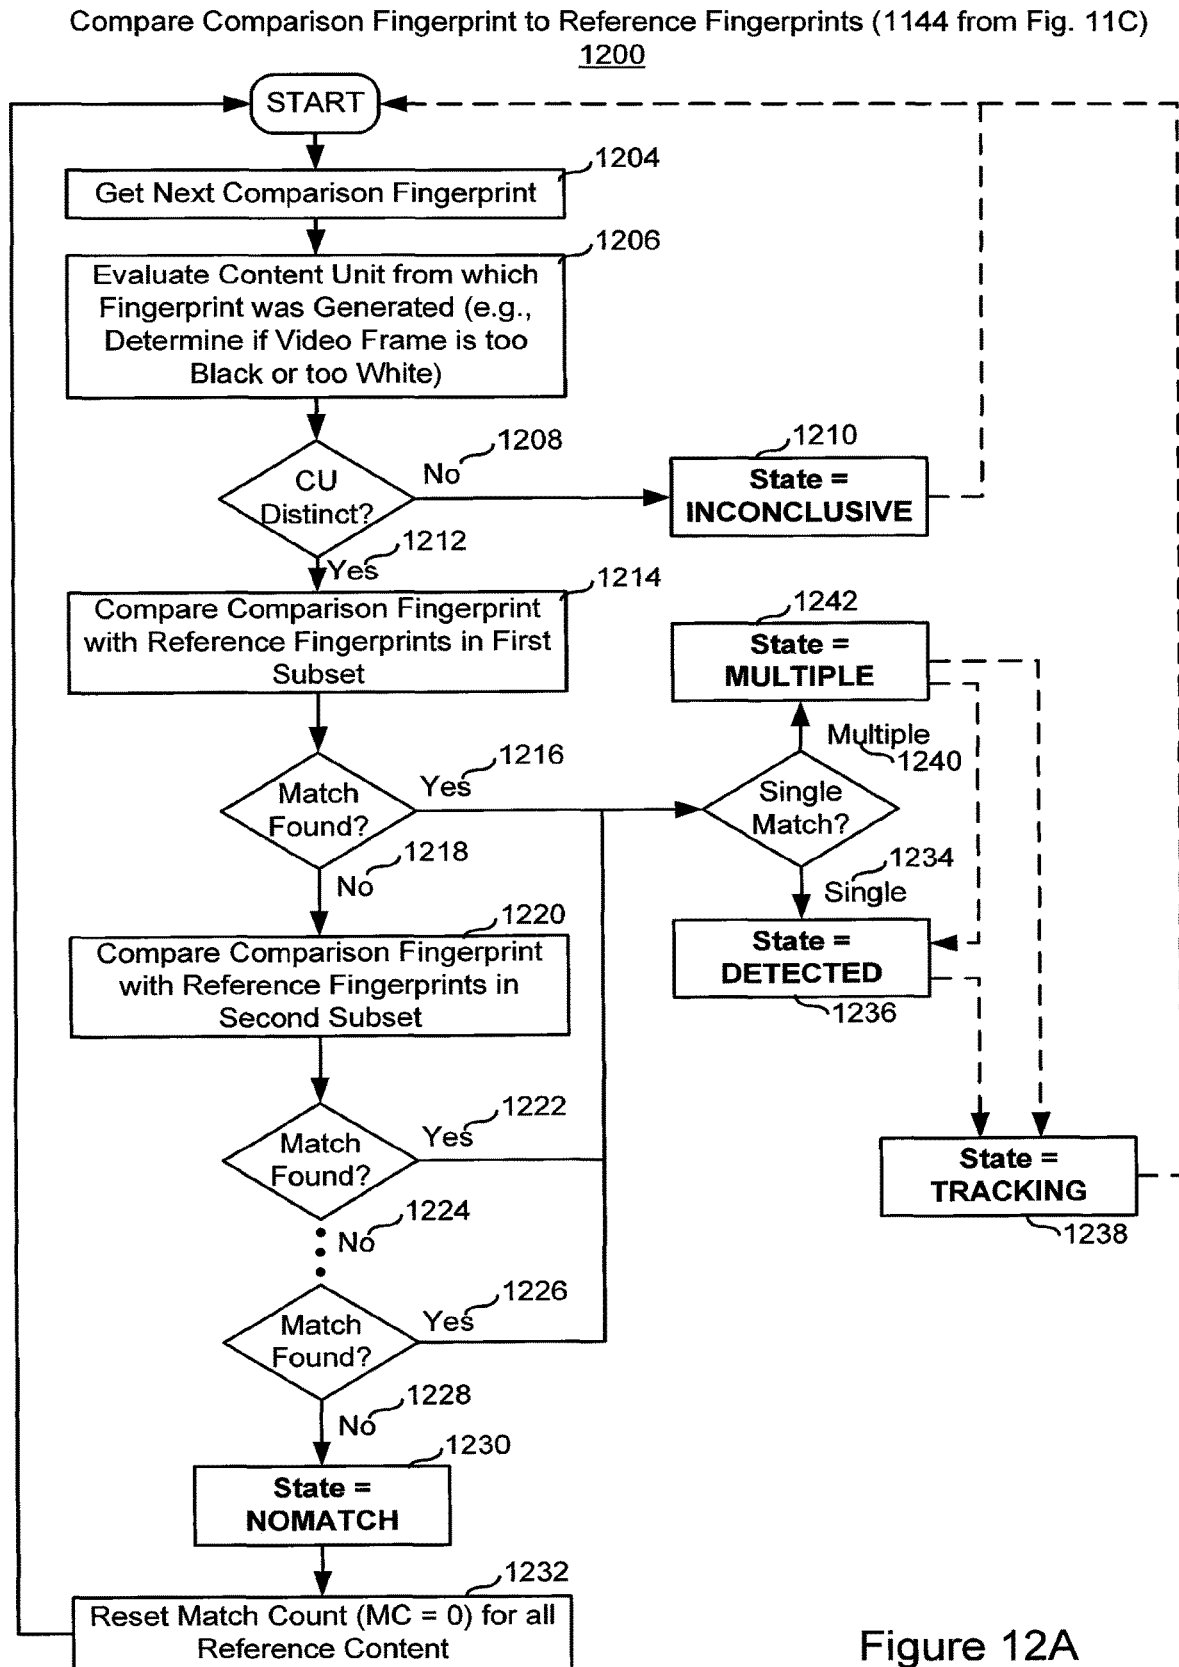 Compare Comparison Fingerprint to Reference Fingerprints (1144 from Fig. 11C)
1200
START
1204
Get Next Comparison Fingerprint
1206
Evaluate Content Unit from which
Fingerprint was Generated (e.g.,
Determine if Video Frame is too
Black or too White)
1208
No
CU
Distinct?
1210
State =
INCONCLUSIVE
1212
Yes
1214
Compare Comparison Fingerprint
with Reference Fingerprints in First
Subset
1242
State =
MULTIPLE
Multiple
1240
1216
Yes
Match
Found?
Single
Match?
1218
No
1234
Single
1220
Compare Comparison Fingerprint
with Reference Fingerprints in
Second Subset
State =
DETECTED
1236
1222
Yes
Match
Found?
State =
TRACKING
1238
1224
No
1226
Yes
Match
Found?
1228
No
1230
State =
NOMATCH
1232
Reset Match Count (MC = 0) for all
Reference Content
Figure 12A